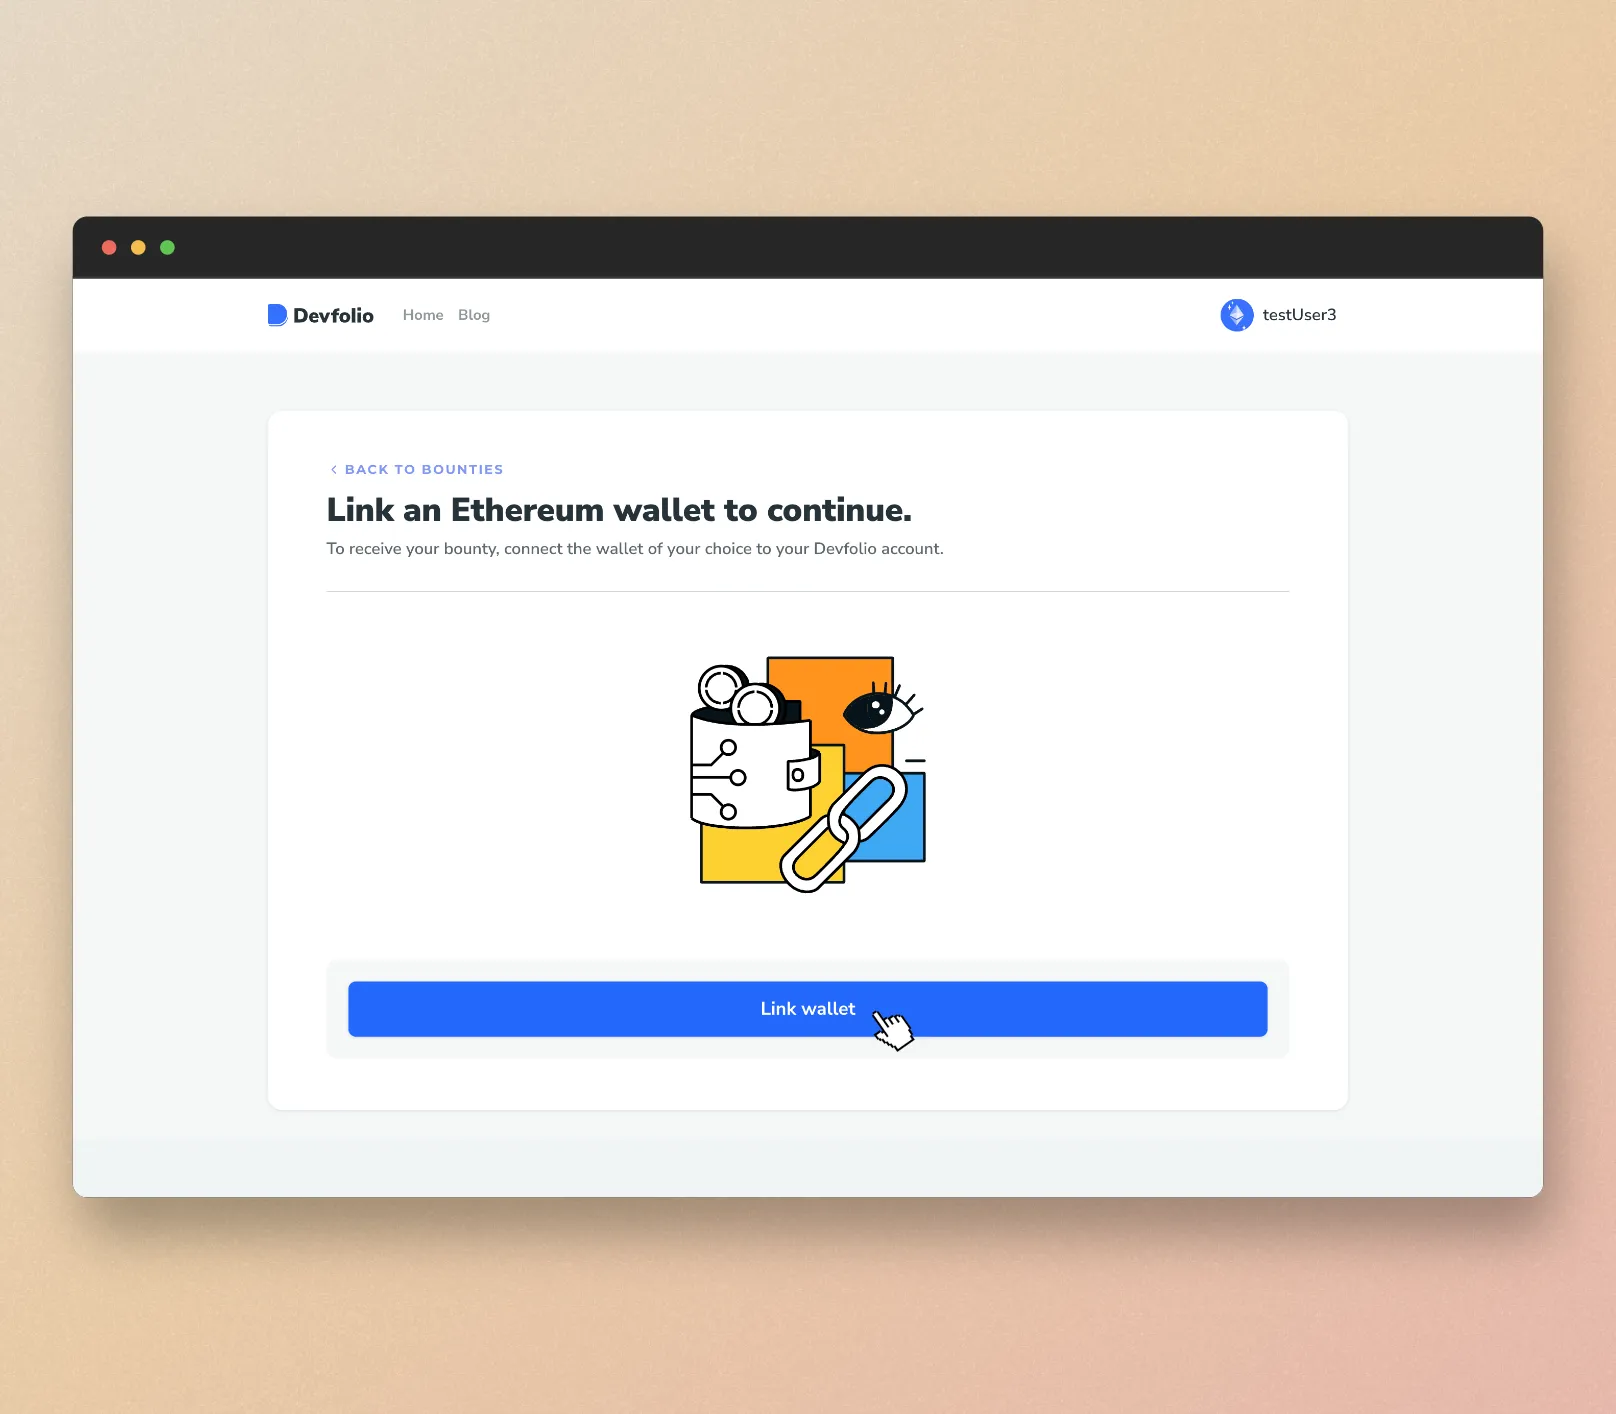 Devfolio
Home
Blog
testUser3
BACK TO BOUNTIES
Link an Ethereum wallet to continue.
To receive your bounty, connect the wallet of your choice to your Devfolio account.
Link wallet